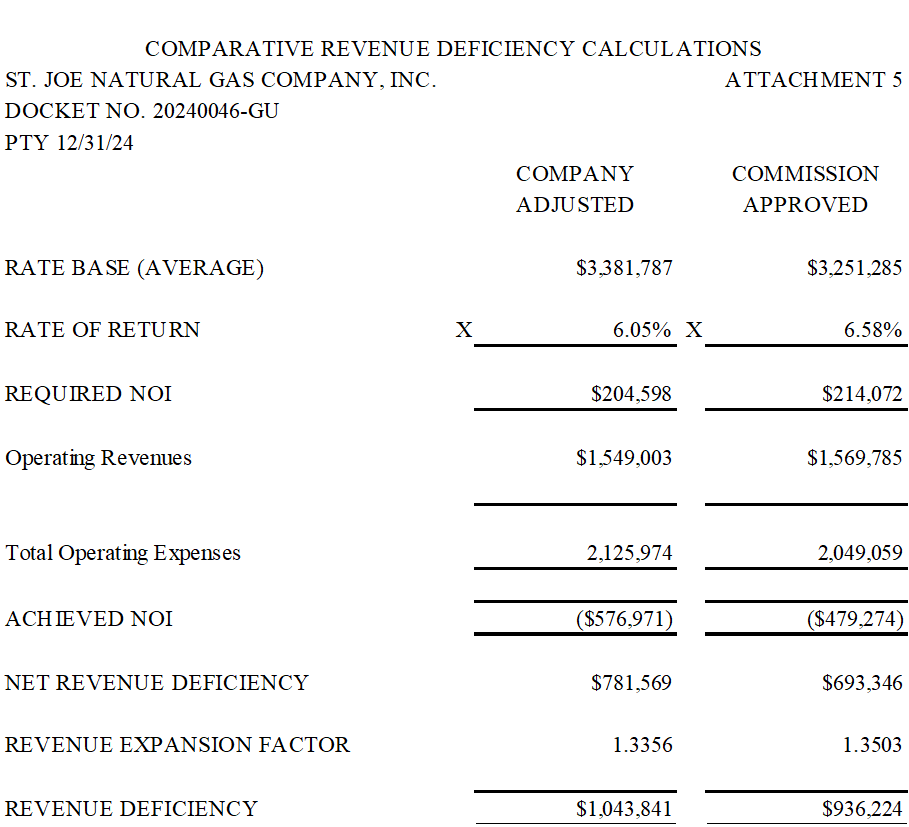 COMPARATIVE REVENUE DEFICIENCY CALCULATIONS
ST. JOE NATURAL GAS COMPANY, INC. ATTACHMENT 5
DOCKET NO. 20240046-GU
PTY 12/31/24
COMPANY COMMISSION
ADJUSTED APPROVED
RATE BASE (AVERAGE) $3,381,787 $3,251,285
RATE OF RETURN X 6.05% X 6.58%
REQUIRED NOI $204,598 $214,072
Operating Revenues $1,549,003 $1,569,785
Total Operating Expenses 2,125,974 2,049,059
ACHIEVED NOI ($576,971) ($479,274)
NET REVENUE DEFICIENCY $781,569 $693,346
REVENUE EXPANSION FACTOR 1.3356 1.3503
REVENUE DEFICIENCY $1,043,841 $936,224